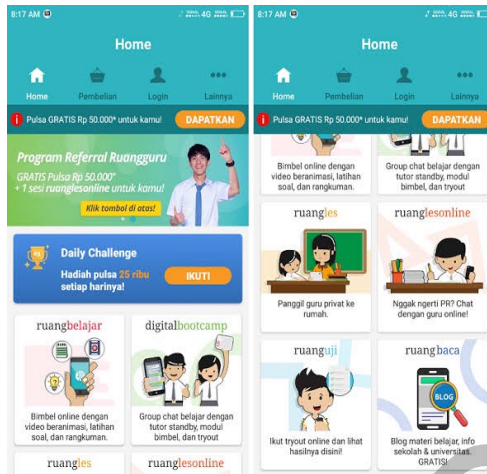 8:17 AM
4G
Home
Home
Pembelian
Login
Lainnya
Pulsa GRATIS Rp 50.000* untuk kamu!
DAPATKAN
Program Referral Ruangguru
GRATIS Pulsa Rp 50.000*
+ 1 sesi ruanglesonline untuk kamu!
Klik tombol di atas!
Daily Challenge
Hadiah pulsa 25 ribu
setiap harinya!
IKUTI
ruangbelajar
Bimbel online dengan
video beranimasi, latihan
soal, dan rangkuman.
digitalbootcamp
Group chat belajar dengan
tutor standby, modul
bimbel, dan tryout
ruangles
ruanglesonline
8:17 AM
4G
Home
Home
Pembelian
Login
Lainnya
Pulsa GRATIS Rp 50.000* untuk kamu!
DAPATKAN
Bimbel online dengan
video beranimasi, latihan
soal, dan rangkuman.
Group chat belajar dengan
tutor standby, modul
bimbel, dan tryout
ruangles
Panggil guru privat ke
rumah.
ruanglesonline
Nggak ngerti PR? Chat
dengan guru online!
ruanguji
Ikut tryout online dan lihat
hasilnya disini!
ruangbaca
BLOG
Blog materi belajar, info
sekolah & universitas.
GRATIS!